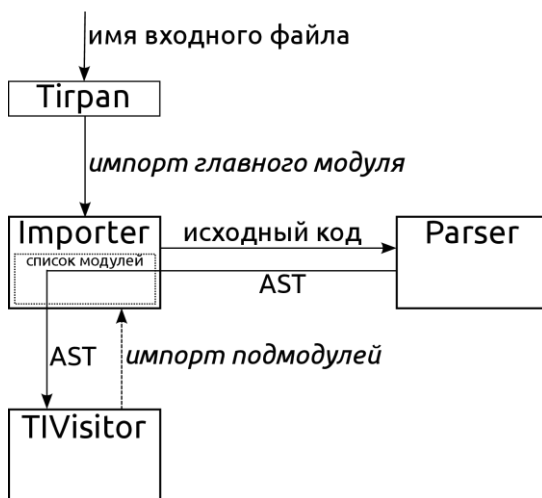 имя входного файла
Tirpan
импорт главного модуля
Importer
исходный код
Parser
список модулей
AST
AST
импорт подмодулей
TIVisitor